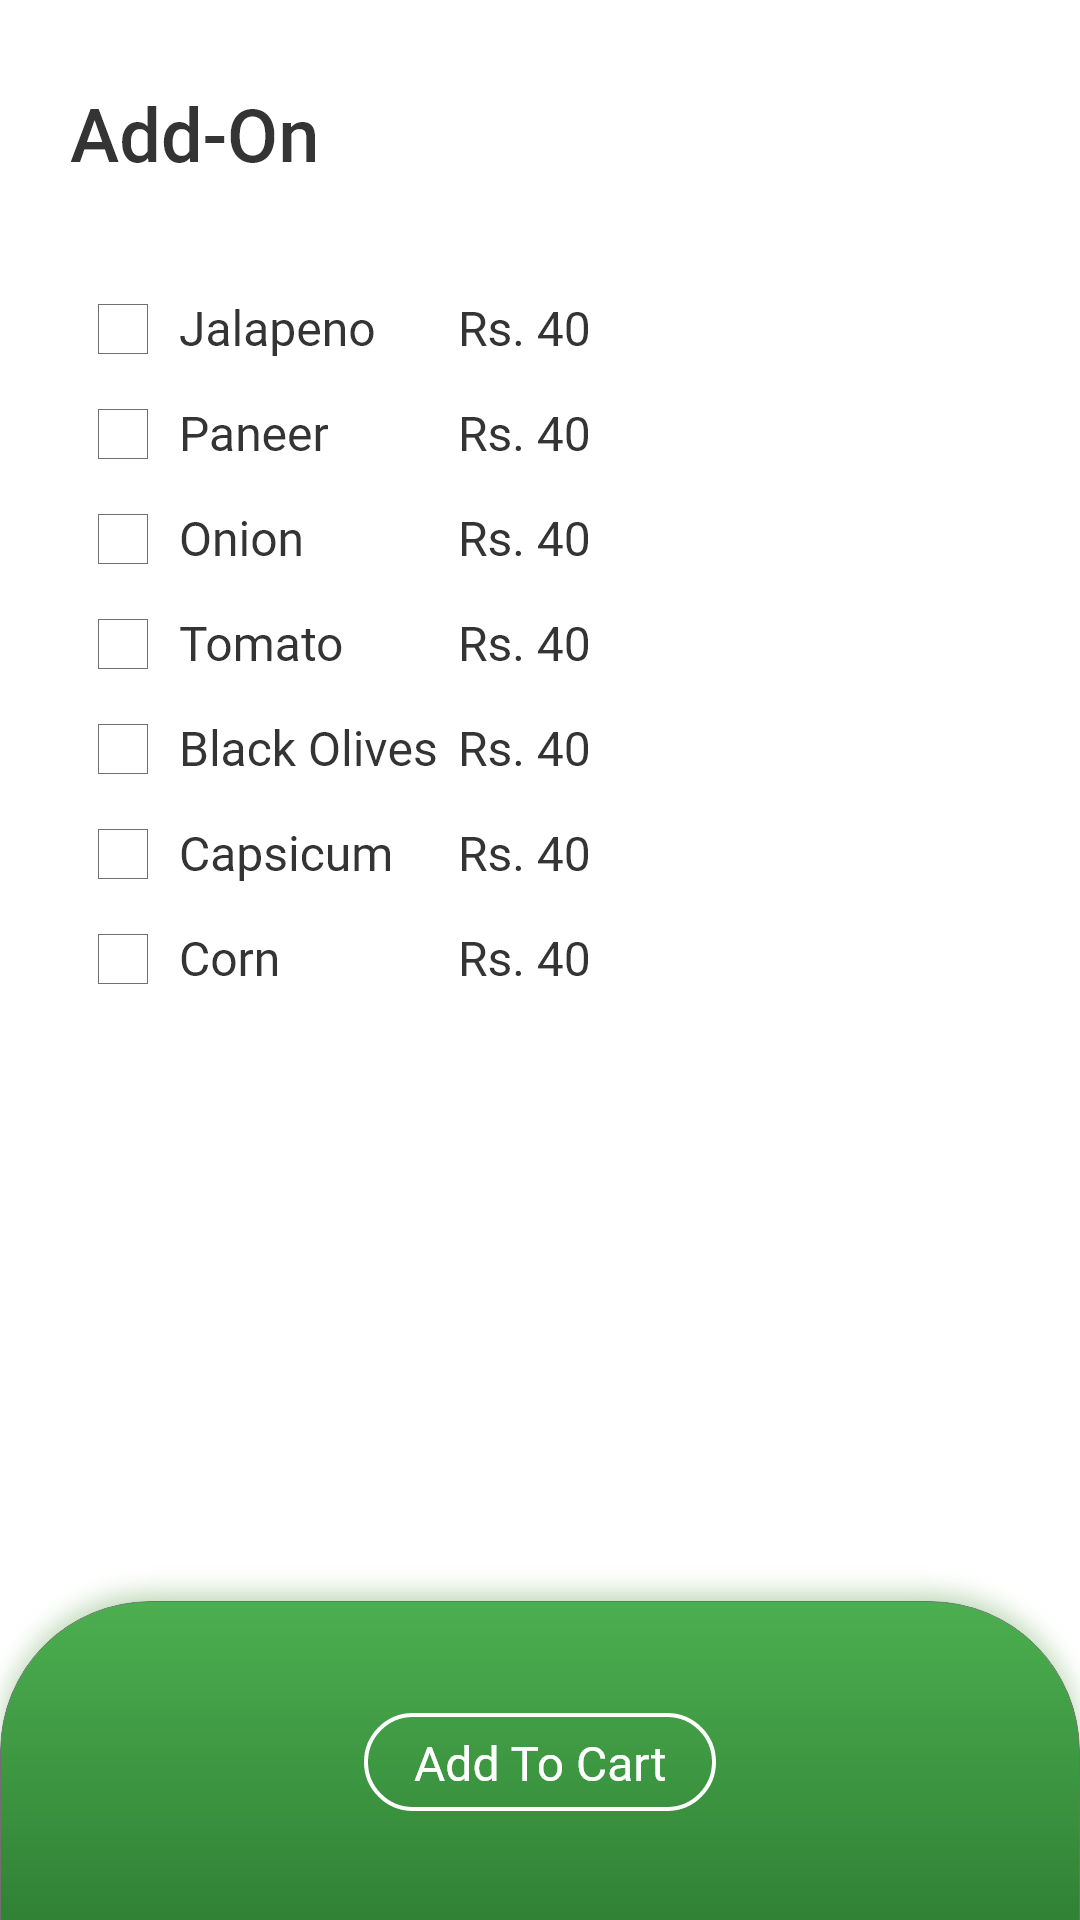 Add-On
Jalapeno Rs. 40
Paneer Rs. 40
Onion Rs. 40
Tomato Rs. 40
Black Olives Rs. 40
Capsicum Rs. 40
Corn Rs. 40
Add To Cart